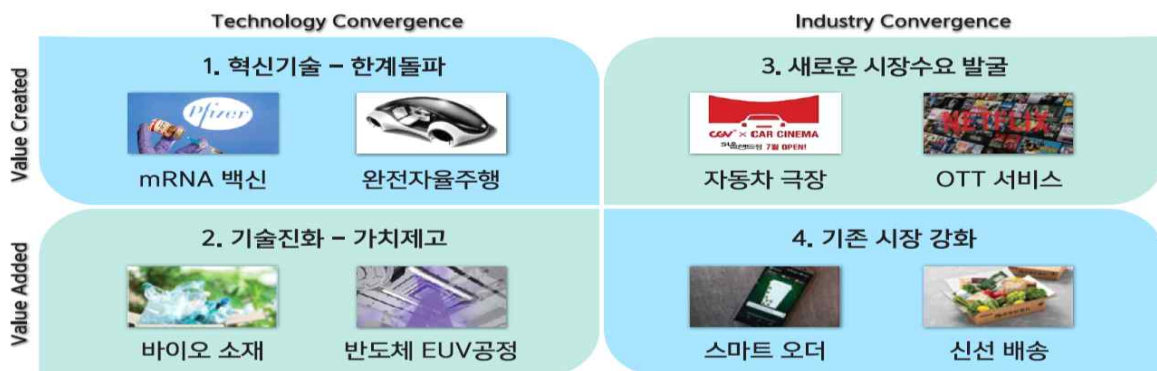 Technology Convergence
Industry Convergence
Value Created
1. 혁신기술 – 한계돌파
Pfizer
mRNA 백신
완전자율주행
3. 새로운 시장수요 발굴
CGV × CAR CINEMA
7월 OPEN!
NETFLIX
자동차 극장
OTT 서비스
Value Added
2. 기술진화 – 가치제고
바이오 소재
반도체 EUV공정
4. 기존 시장 강화
스마트 오더
신선 배송